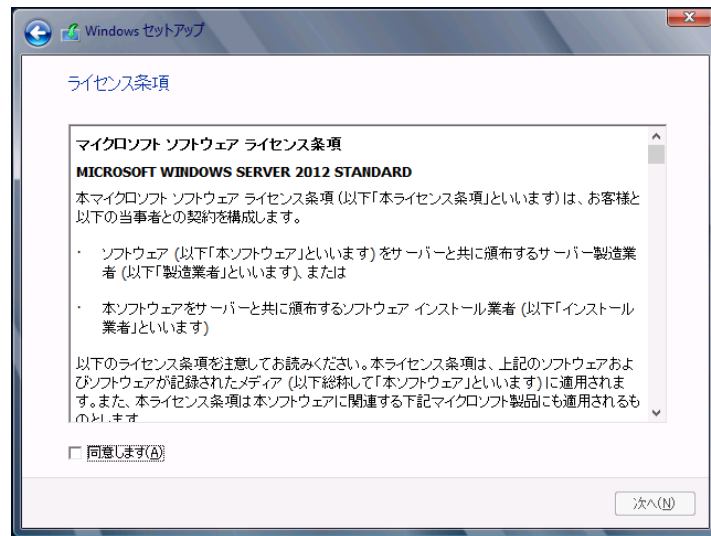 Windows セットアップ
ライセンス条項
マイクロソフト ソフトウェア ライセンス条項
MICROSOFT WINDOWS SERVER 2012 STANDARD
本マイクロソフト ソフトウェア ライセンス条項 (以下「本ライセンス条項」といいます) は、お客様と
以下の当事者との契約を構成します。
・ ソフトウェア (以下「本ソフトウェア」といいます) をサーバーと共に頒布するサーバー製造業
者 (以下「製造業者」といいます)、または
・ 本ソフトウェアをサーバーと共に頒布するソフトウェア インストール業者 (以下「インストール
業者」といいます)
以下のライセンス条項を注意してお読みください。本ライセンス条項は、上記のソフトウェアおよ
びソフトウェアが記録されたメディア (以下総称して「本ソフトウェア」といいます) に適用されま
す。また、本ライセンス条項は本ソフトウェアに関連する下記マイクロソフト製品にも適用されるも
のとします
同意します(A)
次へ(N)